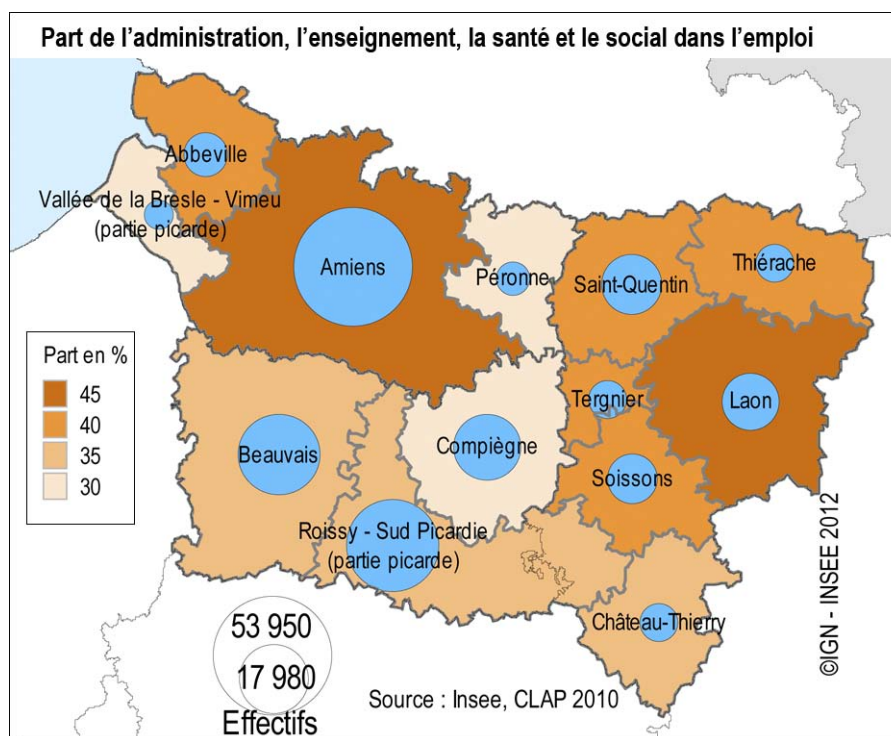 Part de l'administration, l'enseignement, la santé et le social dans l'emploi
Abbeville
Vallée de la Bresle - Vimeu
(partie picarde)
Amiens
Péronne
Saint-Quentin
Thiérache
Part en %
45
40
35
30
Tergnier
Laon
Beauvais
Compiègne
Soissons
Roissy - Sud Picardie
(partie picarde)
Château-Thierry
53 950
17 980
Effectifs
Source : Insee, CLAP 2010
©IGN - INSEE 2012